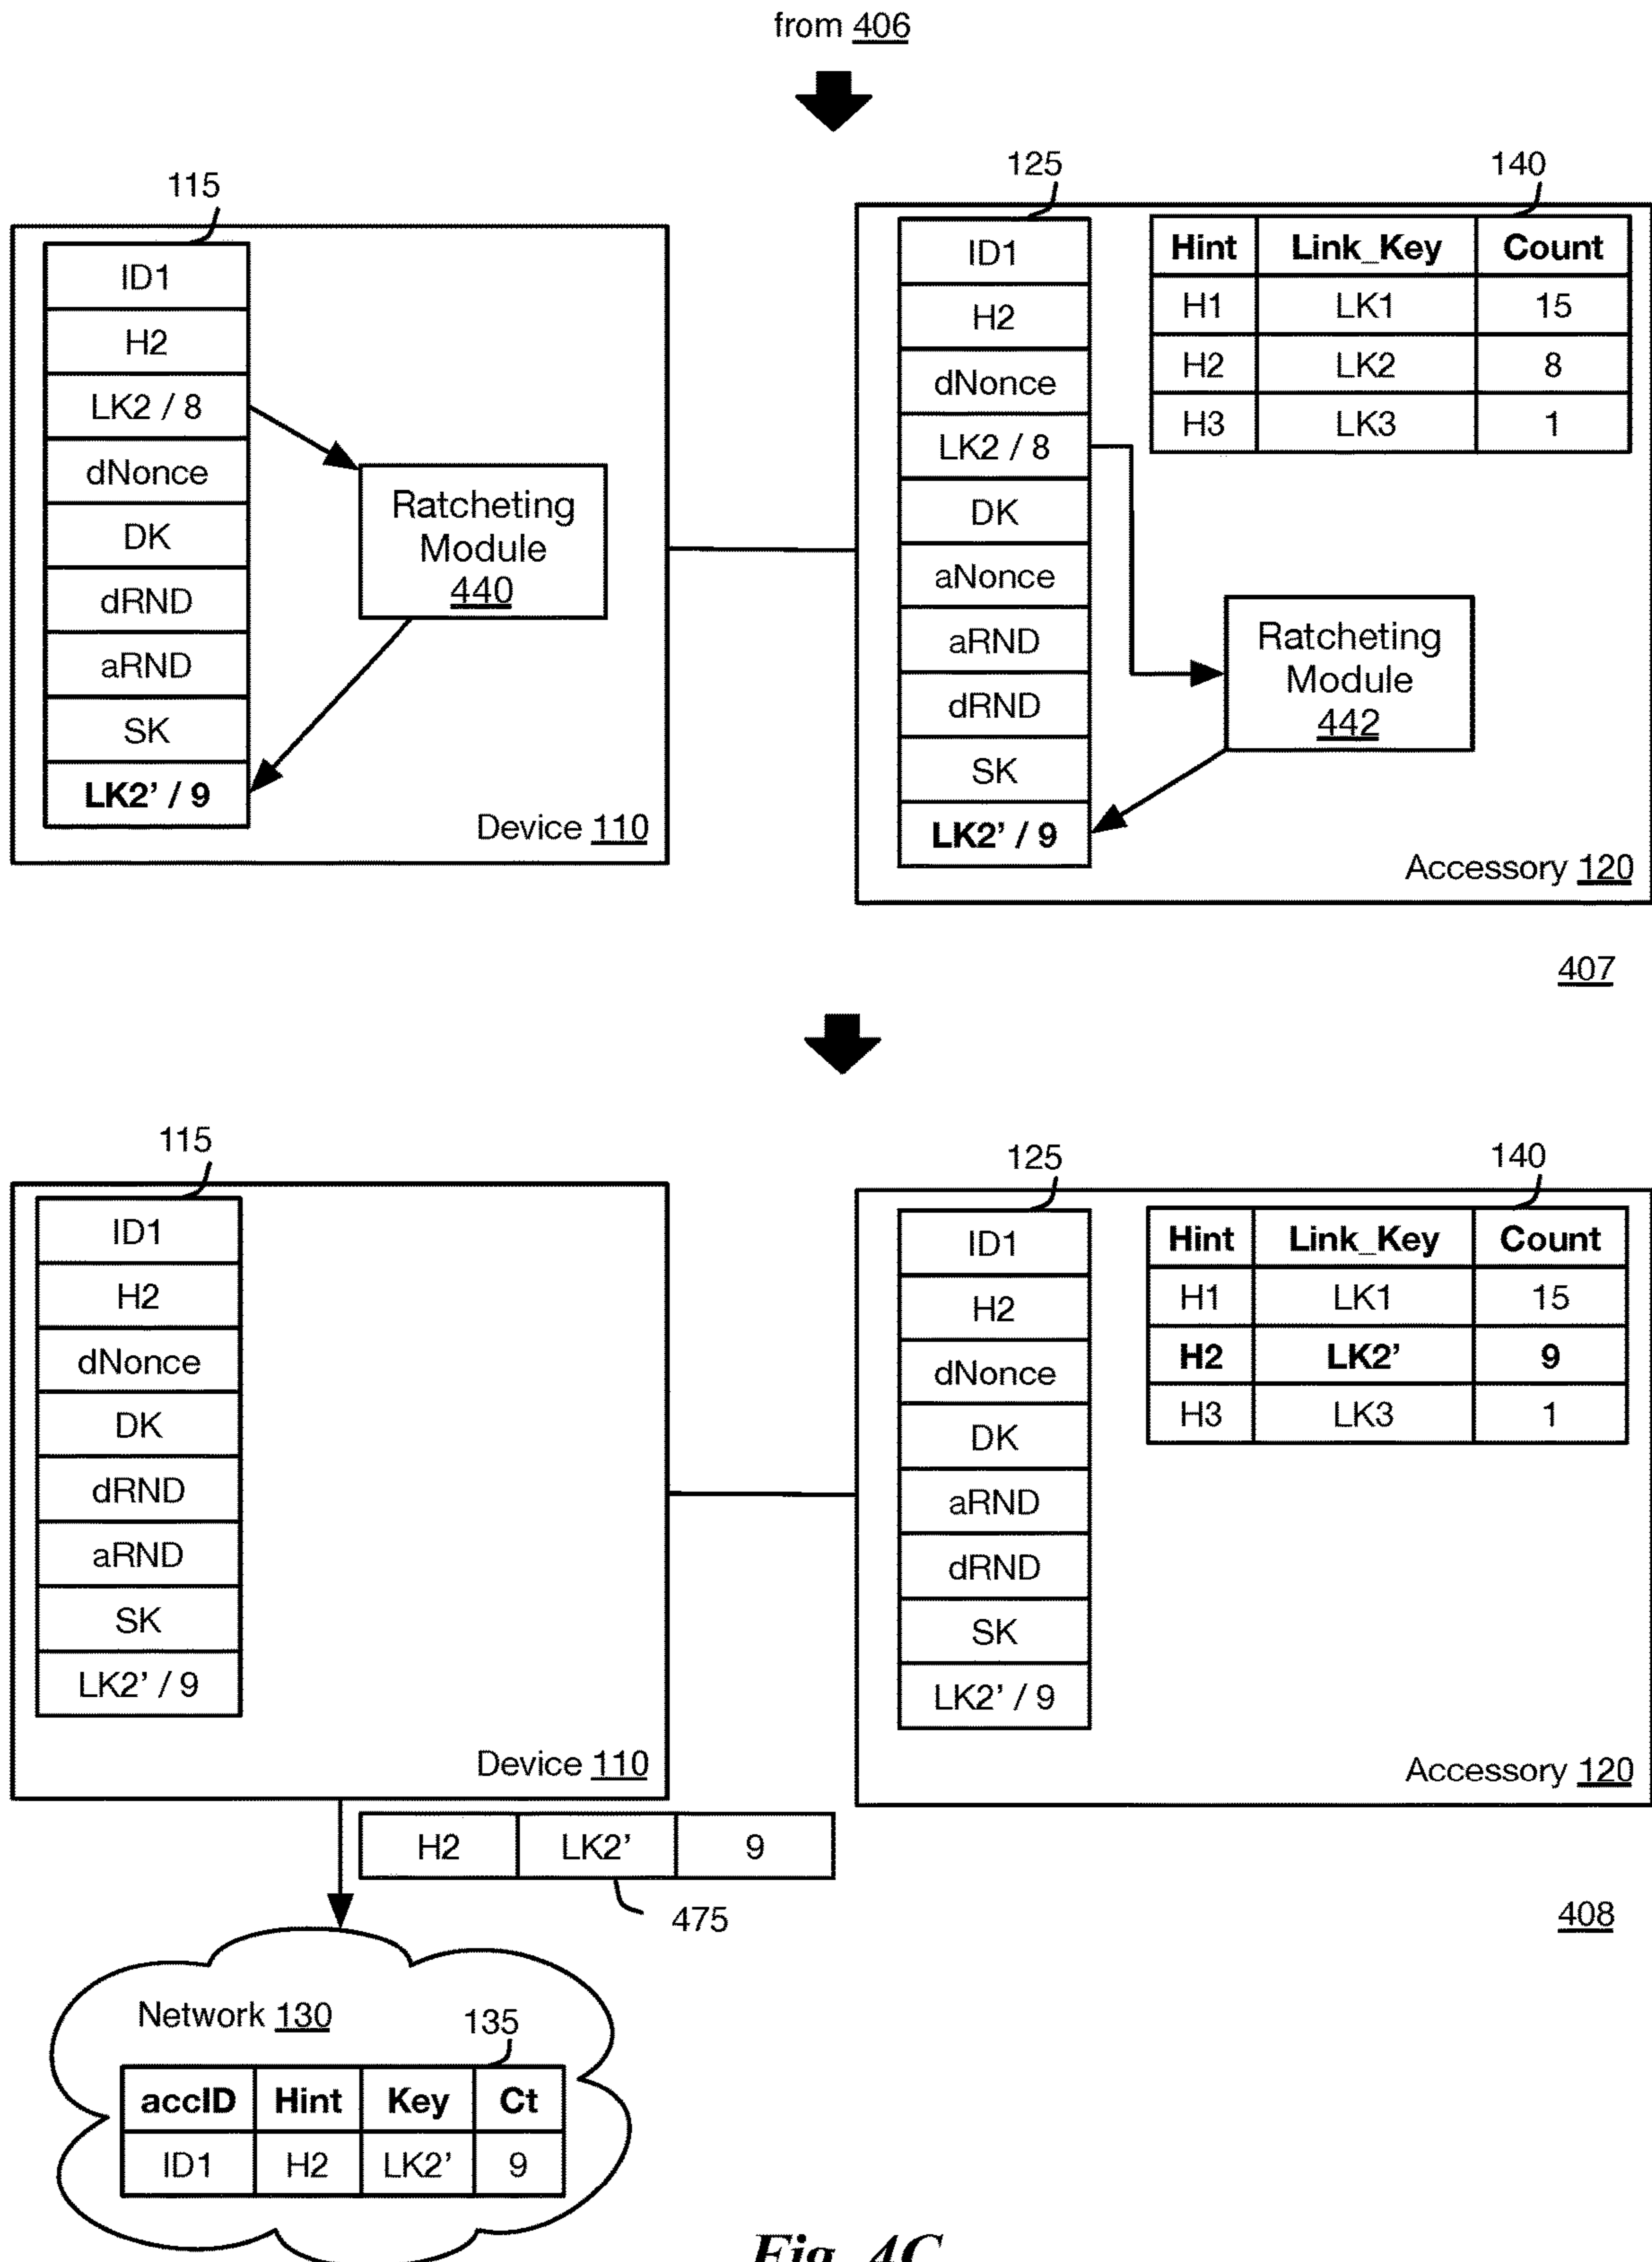 from 406
115
ID1
H2
LK2 / 8
dNonce
DK
dRND
aRND
SK
LK2’ / 9
Ratcheting
Module
440
Device 110
125
ID1
H2
dNonce
LK2 / 8
DK
aNonce
aRND
dRND
SK
LK2’ / 9
140
Hint Link_Key Count
H1 LK1 15
H2 LK2 8
H3 LK3 1
Ratcheting
Module
442
Accessory 120
407
115
ID1
H2
dNonce
DK
dRND
aRND
SK
LK2’ / 9
Device 110
125
ID1
H2
dNonce
DK
aRND
dRND
SK
LK2’ / 9
140
Hint Link_Key Count
H1 LK1 15
H2 LK2’ 9
H3 LK3 1
Accessory 120
H2 LK2’ 9
475
408
Network 130
135
accID Hint Key Ct
ID1 H2 LK2’ 9
Fig. 4C